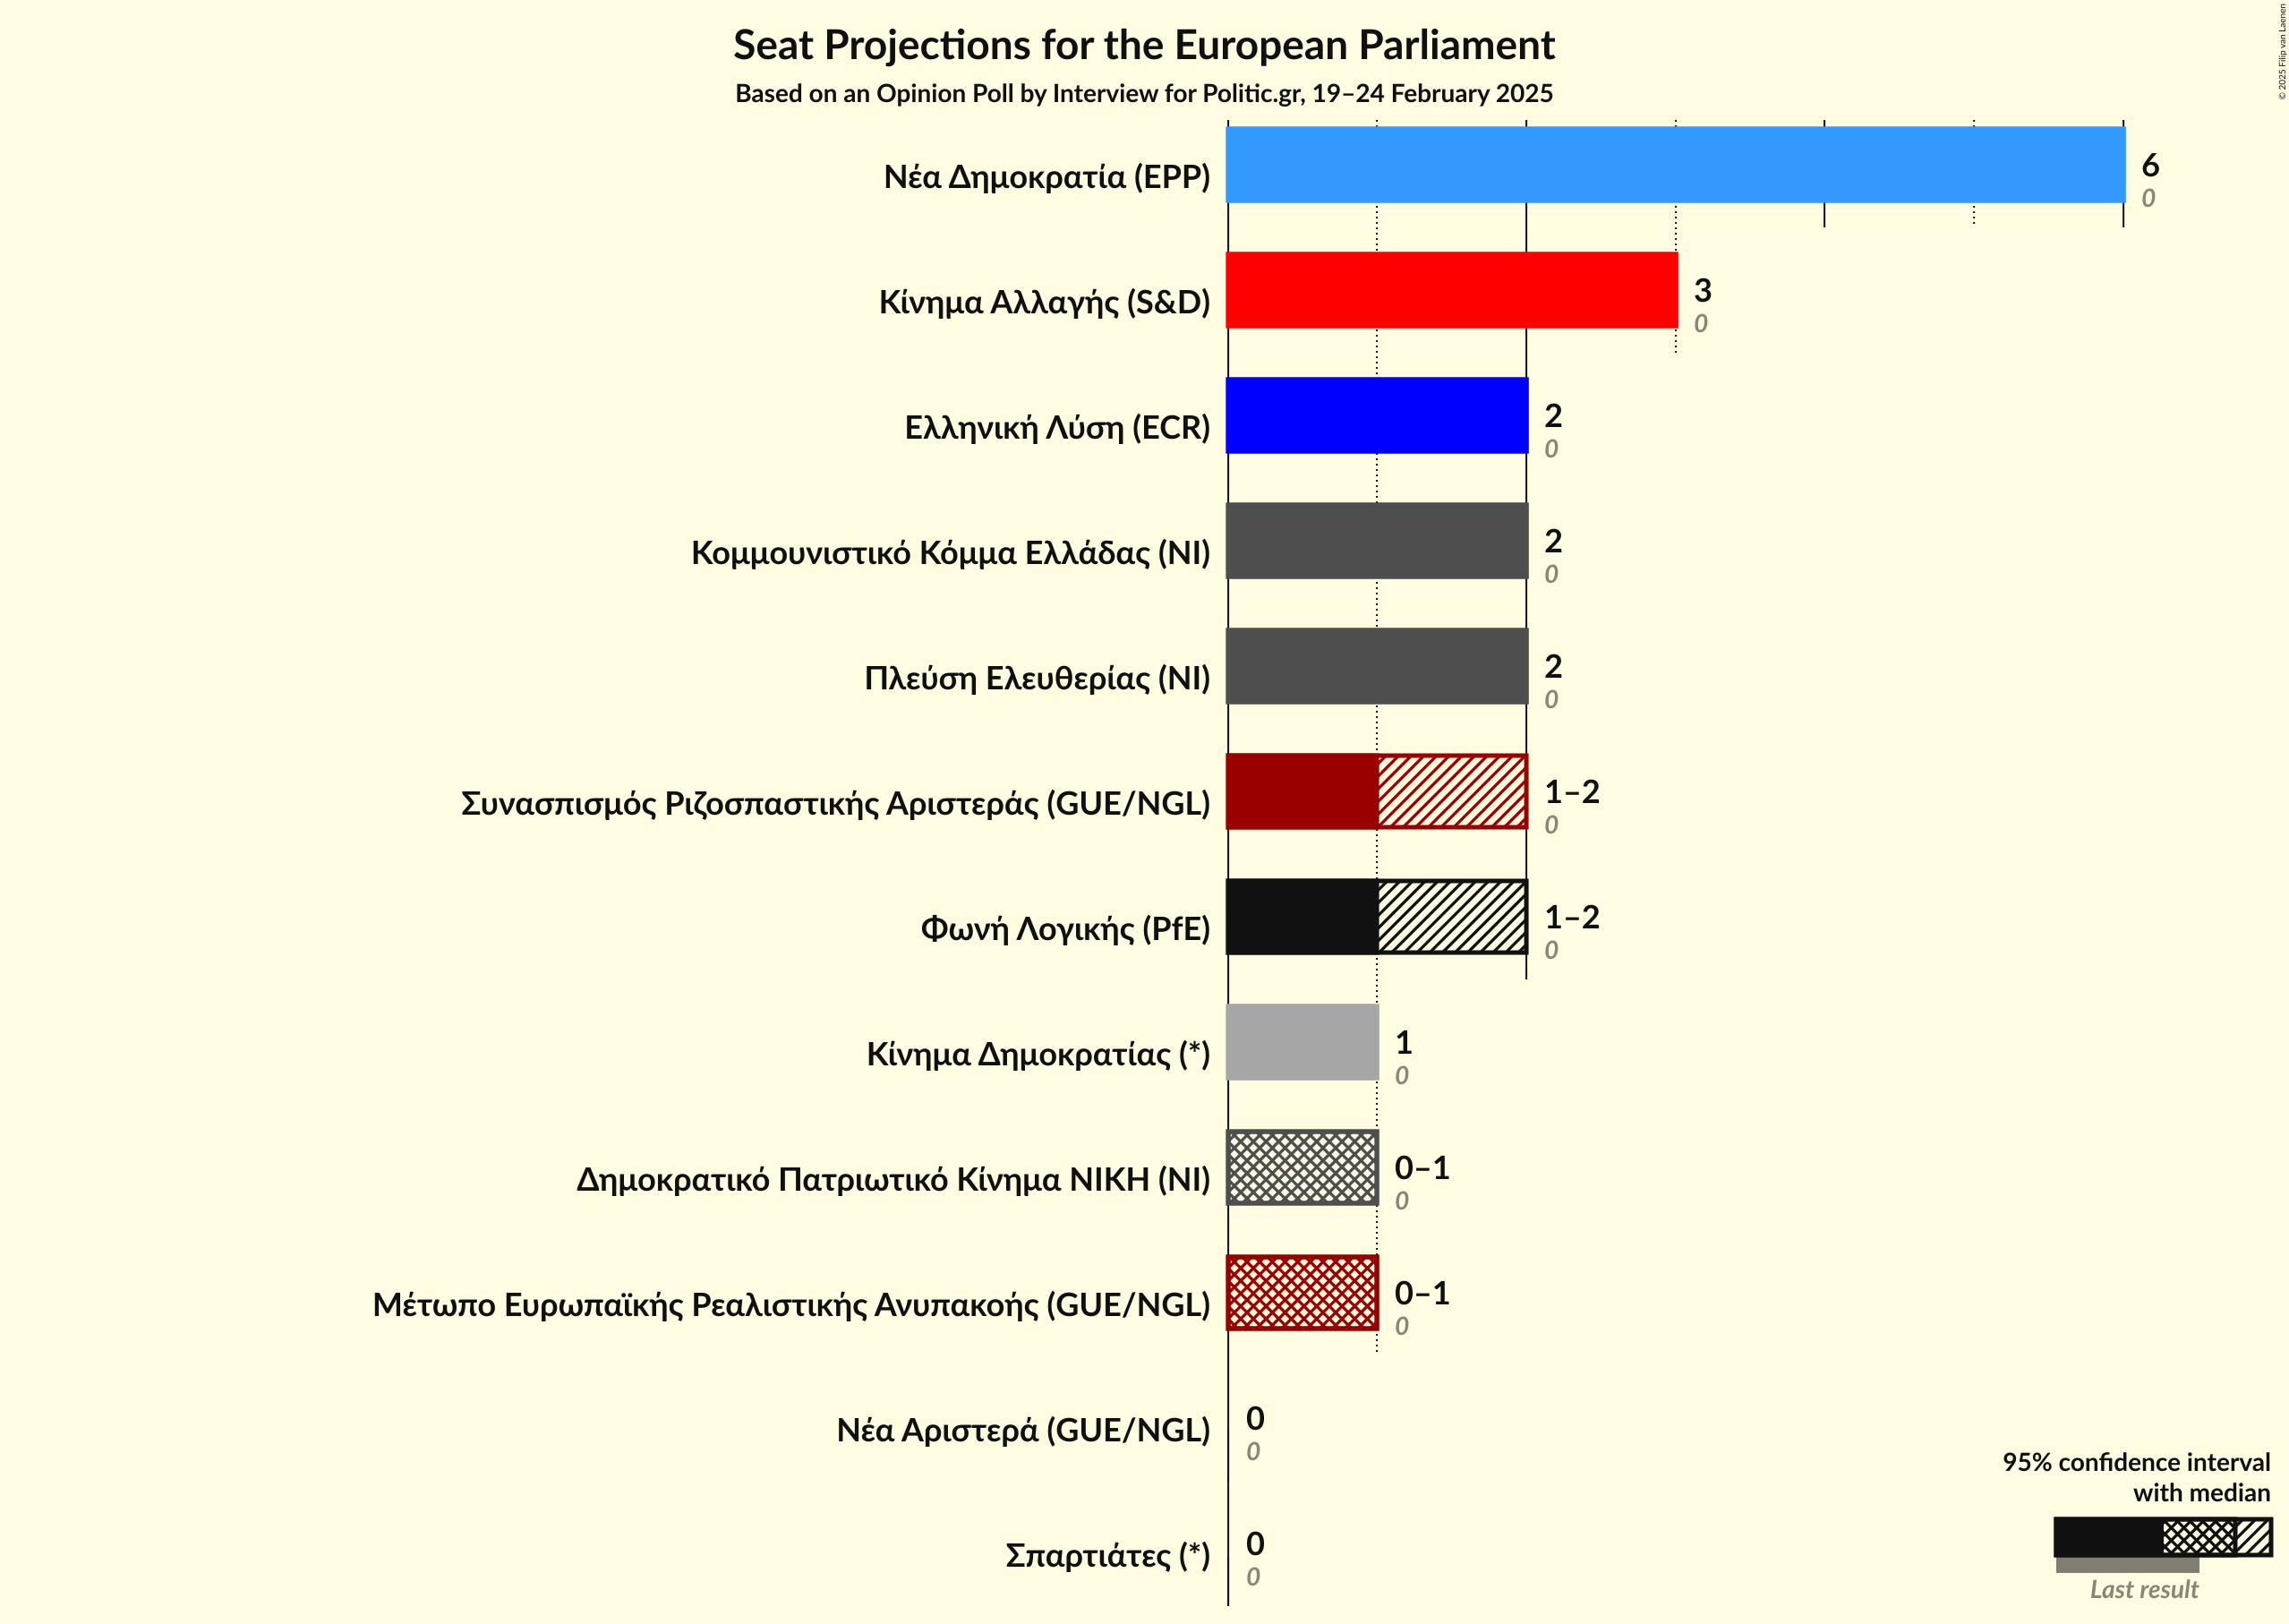 Seat Projections for the European Parliament
Based on an Opinion Poll by Interview for Politic.gr, 19–24 February 2025
© 2025 Filip van Laenen
Νέα Δημοκρατία (EPP)
6
0
Κίνημα Αλλαγής (S&D)
3
0
Ελληνική Λύση (ECR)
2
0
Κομμουνιστικό Κόμμα Ελλάδας (NI)
2
0
Πλεύση Ελευθερίας (NI)
2
0
Συνασπισμός Ριζοσπαστικής Αριστεράς (GUE/NGL)
1–2
0
Φωνή Λογικής (PfE)
1–2
0
Κίνημα Δημοκρατίας (*)
1
0
Δημοκρατικό Πατριωτικό Κίνημα ΝΙΚΗ (NI)
0–1
0
Μέτωπο Ευρωπαϊκής Ρεαλιστικής Ανυπακοής (GUE/NGL)
0–1
0
Νέα Αριστερά (GUE/NGL)
0
0
Σπαρτιάτες (*)
0
0
95% confidence interval
with median
Last result